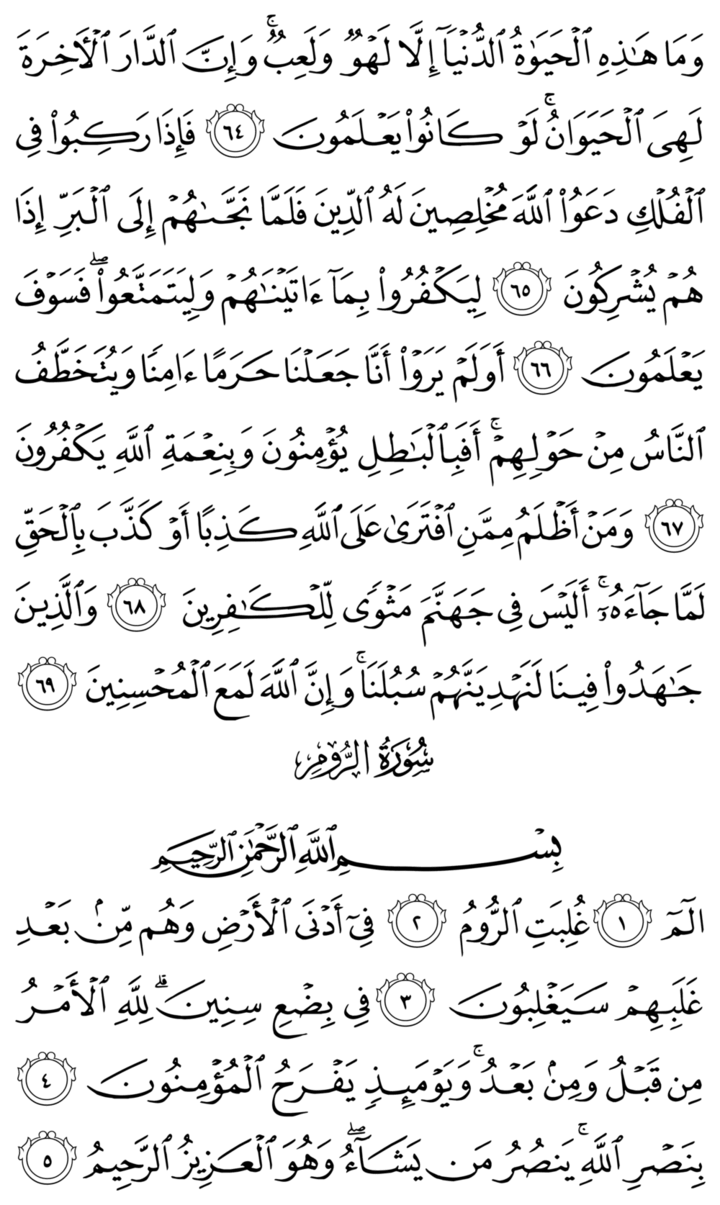 وَمَا هَٰذِهِ ٱلْحَيَوٰةُ ٱلدُّنْيَآ إِلَّا لَهْوٌ وَلَعِبٌ ۚ وَإِنَّ ٱلدَّارَ ٱلْأَخِرَةَ
لَهِىَ ٱلْحَيَوَانُ ۚ لَوْ كَانُوا۟ يَعْلَمُونَ ٦٤ فَإِذَا رَكِبُوا۟ فِى
ٱلْفُلْكِ دَعَوُا۟ ٱللَّهَ مُخْلِصِينَ لَهُ ٱلدِّينَ فَلَمَّا نَجَّىٰهُمْ إِلَى ٱلْبَرِّ إِذَا
هُمْ يُشْرِكُونَ ٦٥ لِيَكْفُرُوا۟ بِمَآ ءَاتَيْنَٰهُمْ وَلِيَتَمَتَّعُوا۟ ۖ فَسَوْفَ
يَعْلَمُونَ ٦٦ أَوَلَمْ يَرَوْا۟ أَنَّا جَعَلْنَا حَرَمًا ءَامِنًا وَيُتَخَطَّفُ
ٱلنَّاسُ مِنْ حَوْلِهِمْ ۚ أَفَبِٱلْبَٰطِلِ يُؤْمِنُونَ وَبِنِعْمَةِ ٱللَّهِ يَكْفُرُونَ
٦٧ وَمَنْ أَظْلَمُ مِمَّنِ ٱفْتَرَىٰ عَلَى ٱللَّهِ كَذِبًا أَوْ كَذَّبَ بِٱلْحَقِّ
لَمَّا جَآءَهُۥٓ ۚ أَلَيْسَ فِى جَهَنَّمَ مَثْوًى لِّلْكَٰفِرِينَ ٦٨ وَٱلَّذِينَ
جَٰهَدُوا۟ فِينَا لَنَهْدِيَنَّهُمْ سُبُلَنَا ۚ وَإِنَّ ٱللَّهَ لَمَعَ ٱلْمُحْسِنِينَ ٦٩
سُورَةُ الرُّومِ
بِسْمِ ٱللَّهِ ٱلرَّحْمَٰنِ ٱلرَّحِيمِ
الٓمٓ ١ غُلِبَتِ ٱلرُّومُ ٢ فِىٓ أَدْنَى ٱلْأَرْضِ وَهُم مِّنۢ بَعْدِ
غَلَبِهِمْ سَيَغْلِبُونَ ٣ فِى بِضْعِ سِنِينَ ۗ لِلَّهِ ٱلْأَمْرُ
مِن قَبْلُ وَمِنۢ بَعْدُ ۚ وَيَوْمَئِذٍ يَفْرَحُ ٱلْمُؤْمِنُونَ ٤
بِنَصْرِ ٱللَّهِ ۚ يَنصُرُ مَن يَشَآءُ ۖ وَهُوَ ٱلْعَزِيزُ ٱلرَّحِيمُ ٥